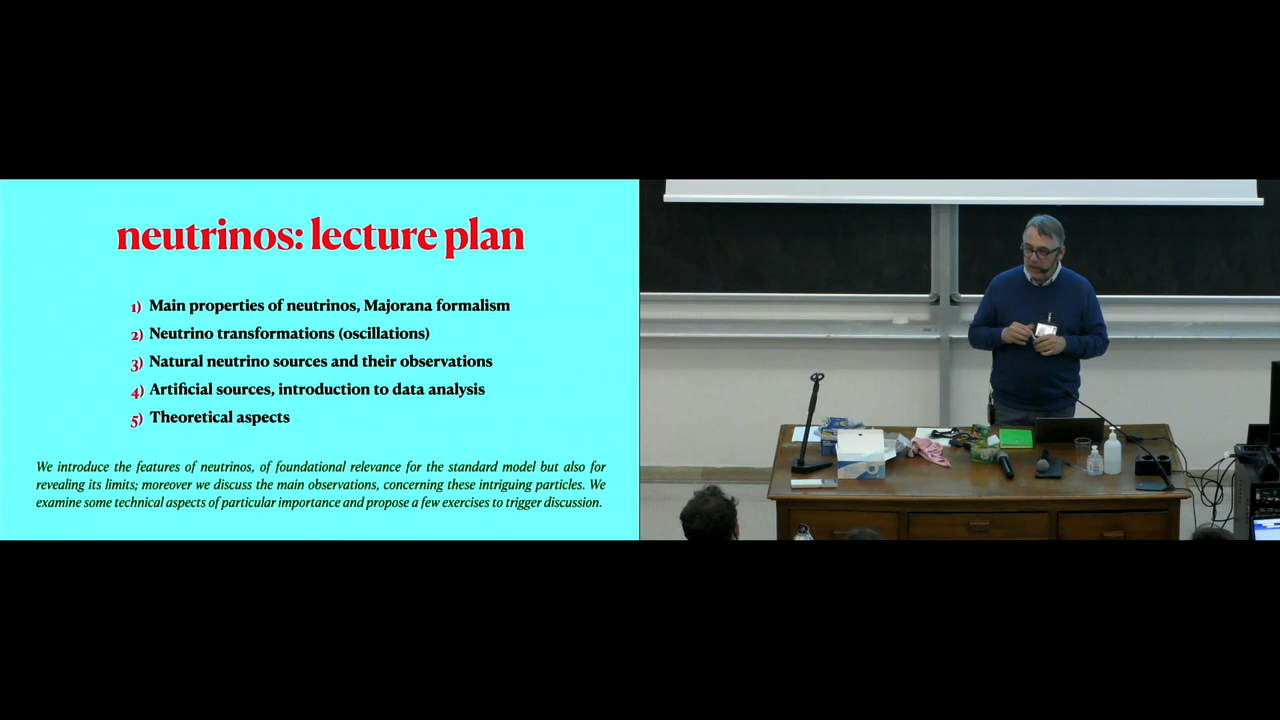 neutrinos: lecture plan
1) Main properties of neutrinos, Majorana formalism
2) Neutrino transformations (oscillations)
3) Natural neutrino sources and their observations
4) Artificial sources, introduction to data analysis
5) Theoretical aspects
We introduce the features of neutrinos, of foundational relevance for the standard model but also for
revealing its limits; moreover we discuss the main observations, concerning these intriguing particles. We
examine some technical aspects of particular importance and propose a few exercises to trigger discussion.